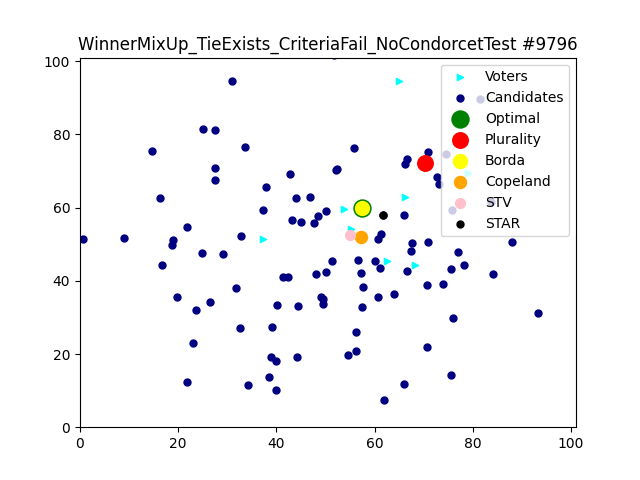 WinnerMixUp_TieExists_CriteriaFail_NoCondorcetTest #9796
100
80
60
40
20
0
0
20
40
60
80
100
Voters
Candidates
Optimal
Plurality
Borda
Copeland
STV
STAR